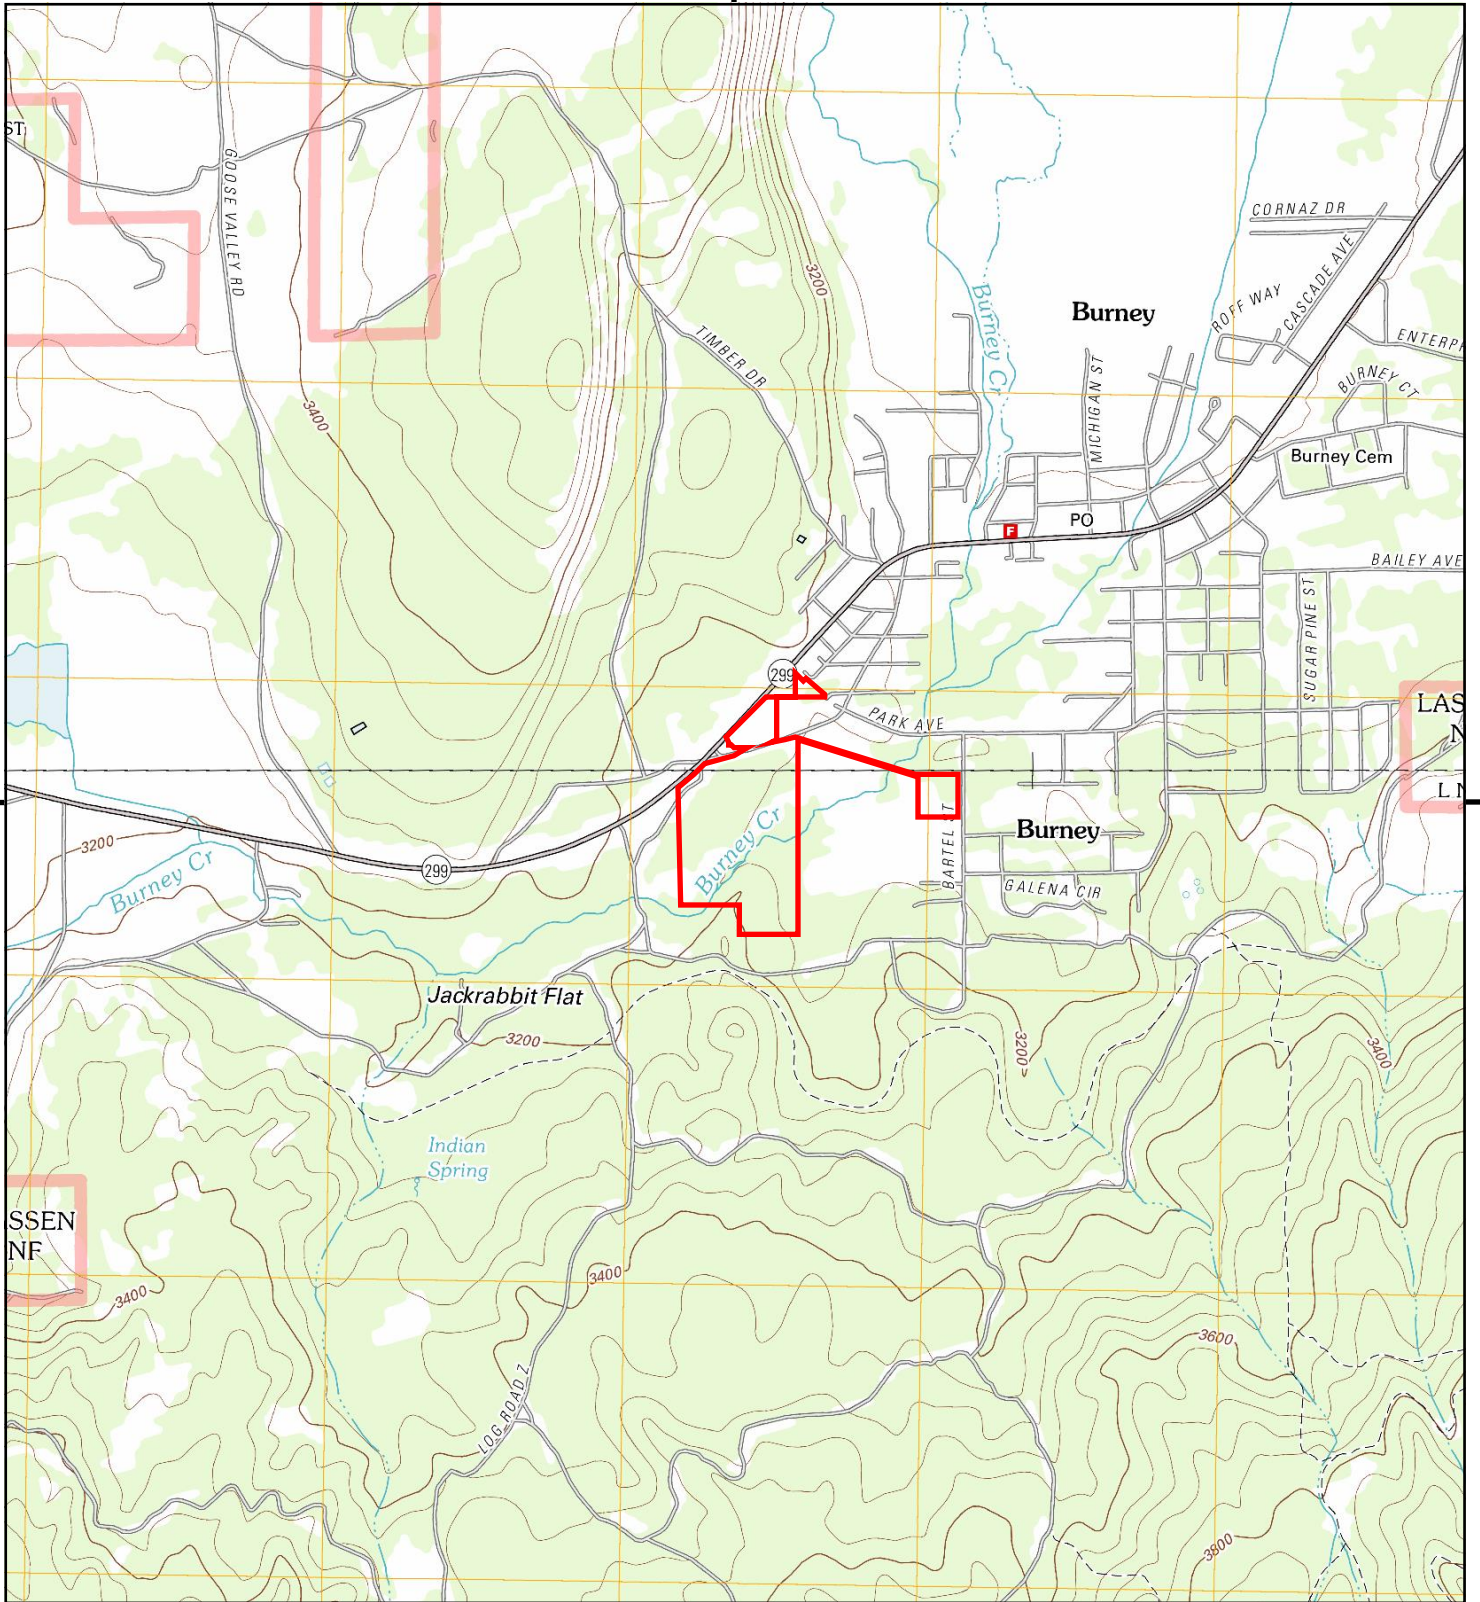 ST
GOOSE VALLEY RD
3200
CORNAZ DR
CASCADE AVE
ROFF WAY
Burney
Burney Cr
TIMBER DR
MICHIGAN ST
BURNEY CT
3400
Burney Cem
F
PO
BAILEY AVE
SUGAR PINE ST
299
PARK AVE
LAS
N
L N
3200
Burney Cr
299
Burney Cr
BARTEL ST
Burney
GALENA CIR
Jackrabbit Flat
3200
3200
3400
Indian
Spring
SSEN
NF
3400
3400
3600
LOG ROAD Z
3800